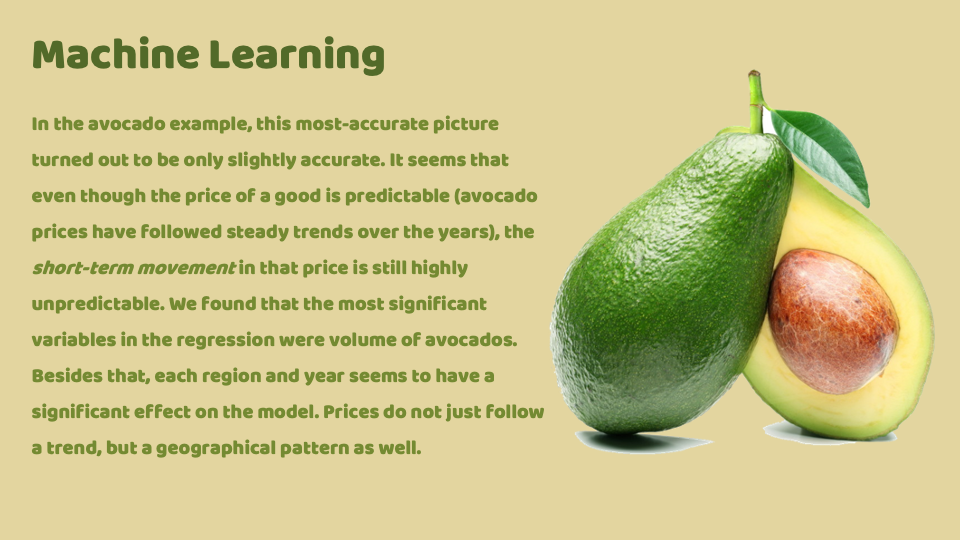 Machine Learning
In the avocado example, this most-accurate picture
turned out to be only slightly accurate. It seems that
even though the price of a good is predictable (avocado
prices have followed steady trends over the years), the
short-term movement in that price is still highly
unpredictable. We found that the most significant
variables in the regression were volume of avocados.
Besides that, each region and year seems to have a
significant effect on the model. Prices do not just follow
a trend, but a geographical pattern as well.